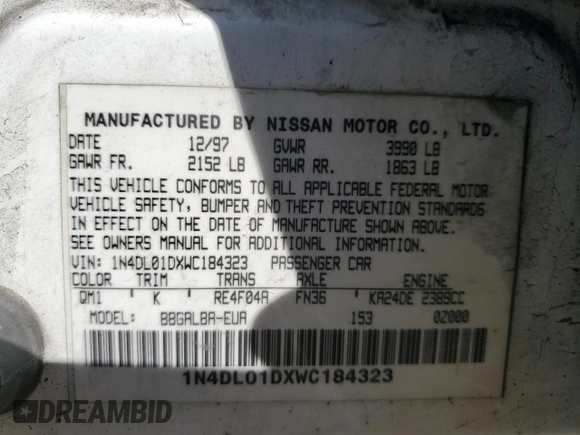 MANUFACTURED BY NISSAN MOTOR CO., LTD.
DATE 12/97 GVWR 3990 LB
GAWR FR. 2152 LB GAWR RR. 1863 LB
THIS VEHICLE CONFORMS TO ALL APPLICABLE FEDERAL MOTOR
VEHICLE SAFETY, BUMPER AND THEFT PREVENTION STANDARDS
IN EFFECT ON THE DATE OF MANUFACTURE SHOWN ABOVE.
SEE OWNERS MANUAL FOR ADDITIONAL INFORMATION.
VIN: 1N4DL01DXWC184323 PASSENGER CAR
COLOR TRIM TRANS AXLE ENGINE
QM1 K RE4F04A FN36 KA24DE 2389CC
MODEL: BBGALBA-EUA 153 0Z000
1N4DL01DXWC184323
DREAMBID